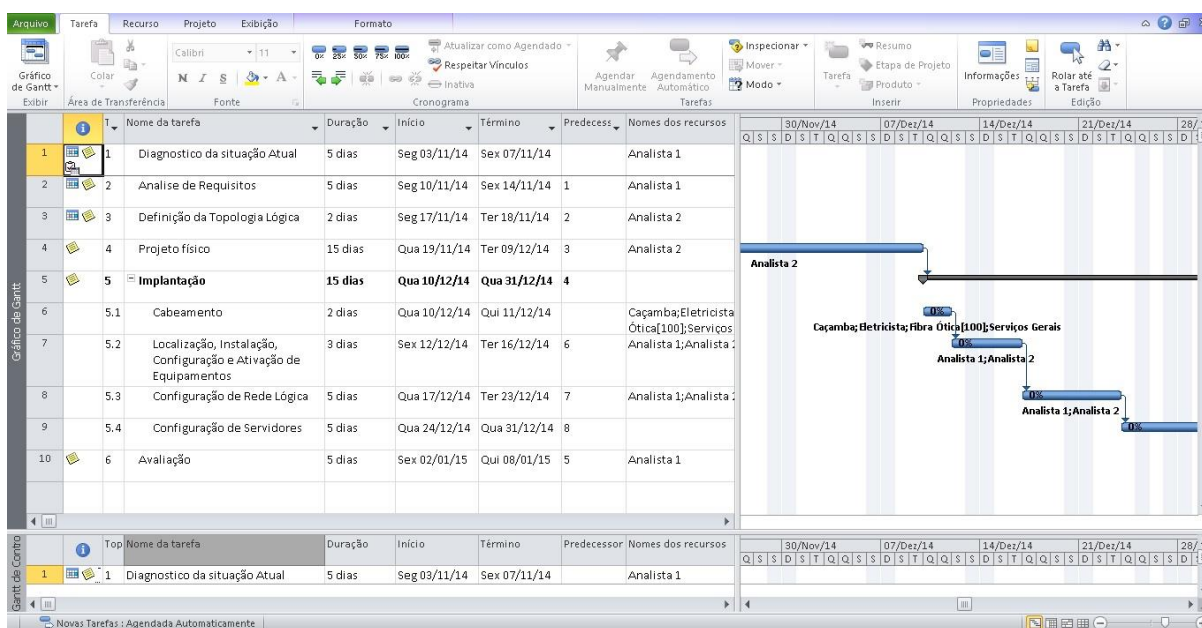 Arquivo Tarefa Recurso Projeto Exibição Formato
Calibri 11 0× 25× 50× 75× 100× Atualizar como Agendado Inspecionar Resumo
Respeitar Vínculos Mover Etapa de Projeto
Gráfico de Gantt Colar N I S A Inativa Agendar Manualmente Agendamento Automático Modo Tarefa Produto Informações Rolar até a Tarefa
Exibir Área de Transferência Fonte Cronograma Tarefas Inserir Propriedades Edição
Nome da tarefa Duração Início Término Predecess Nomes dos recursos 30/Nov/14 07/Dez/14 14/Dez/14 21/Dez/14 28/
Q S S D S T Q Q S S D S T Q Q S S D S T Q Q S S D S T Q Q S S D
1 1 Diagnostico da situação Atual 5 dias Seg 03/11/14 Sex 07/11/14 Analista 1
2 2 Analise de Requisitos 5 dias Seg 10/11/14 Sex 14/11/14 1 Analista 1
3 3 Definição da Topologia Lógica 2 dias Seg 17/11/14 Ter 18/11/14 2 Analista 2
4 4 Projeto físico 15 dias Qua 19/11/14 Ter 09/12/14 3 Analista 2
Analista 2
5 5 Implantação 15 dias Qua 10/12/14 Qua 31/12/14 4
6 5.1 Cabeamento 2 dias Qua 10/12/14 Qui 11/12/14 Caçamba;Eletricista
Ótica[100];Serviços
0%
Caçamba;Eletricista;Fibra Ótica[100];Serviços Gerais
7 5.2 Localização, Instalação, 3 dias Sex 12/12/14 Ter 16/12/14 6 Analista 1;Analista 2
Configuração e Ativação de
Equipamentos
0%
Analista 1;Analista 2
8 5.3 Configuração de Rede Lógica 5 dias Qua 17/12/14 Ter 23/12/14 7 Analista 1;Analista 2
0%
Analista 1;Analista 2
9 5.4 Configuração de Servidores 5 dias Qua 24/12/14 Qua 31/12/14 8
0%
10 6 Avaliação 5 dias Sex 02/01/15 Qui 08/01/15 5 Analista 1
Gráfico de Gantt
Top Nome da tarefa Duração Início Término Predecessor Nomes dos recursos 30/Nov/14 07/Dez/14 14/Dez/14 21/Dez/14 28/
Q S S D S T Q Q S S D S T Q Q S S D S T Q Q S S D S T Q Q S S D
1 1 Diagnostico da situação Atual 5 dias Seg 03/11/14 Sex 07/11/14 Analista 1
Gantt de Contro
Novas Tarefas : Agendada Automaticamente